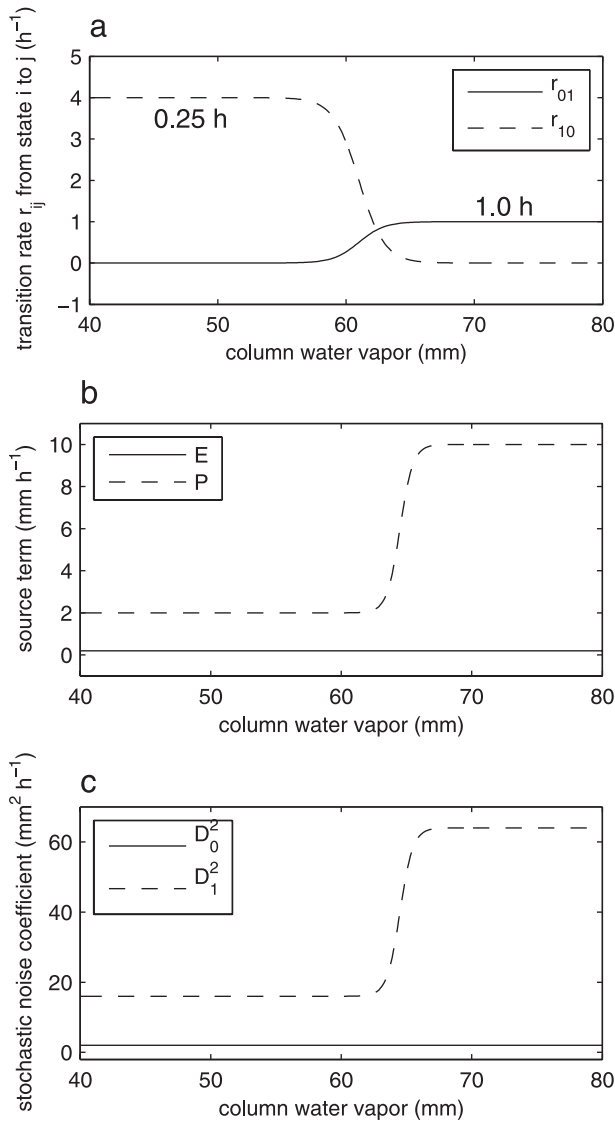 a
transition rate r_ij from state i to j (h⁻¹)
5
4
3
2
1
0
−1
0.25 h
1.0 h
r_01
r_10
40 50 60 70 80
column water vapor (mm)
b
source term (mm h⁻¹)
10
8
6
4
2
0
E
P
40 50 60 70 80
column water vapor (mm)
c
stochastic noise coefficient (mm² h⁻¹)
60
40
20
0
D_0^2
D_1^2
40 50 60 70 80
column water vapor (mm)